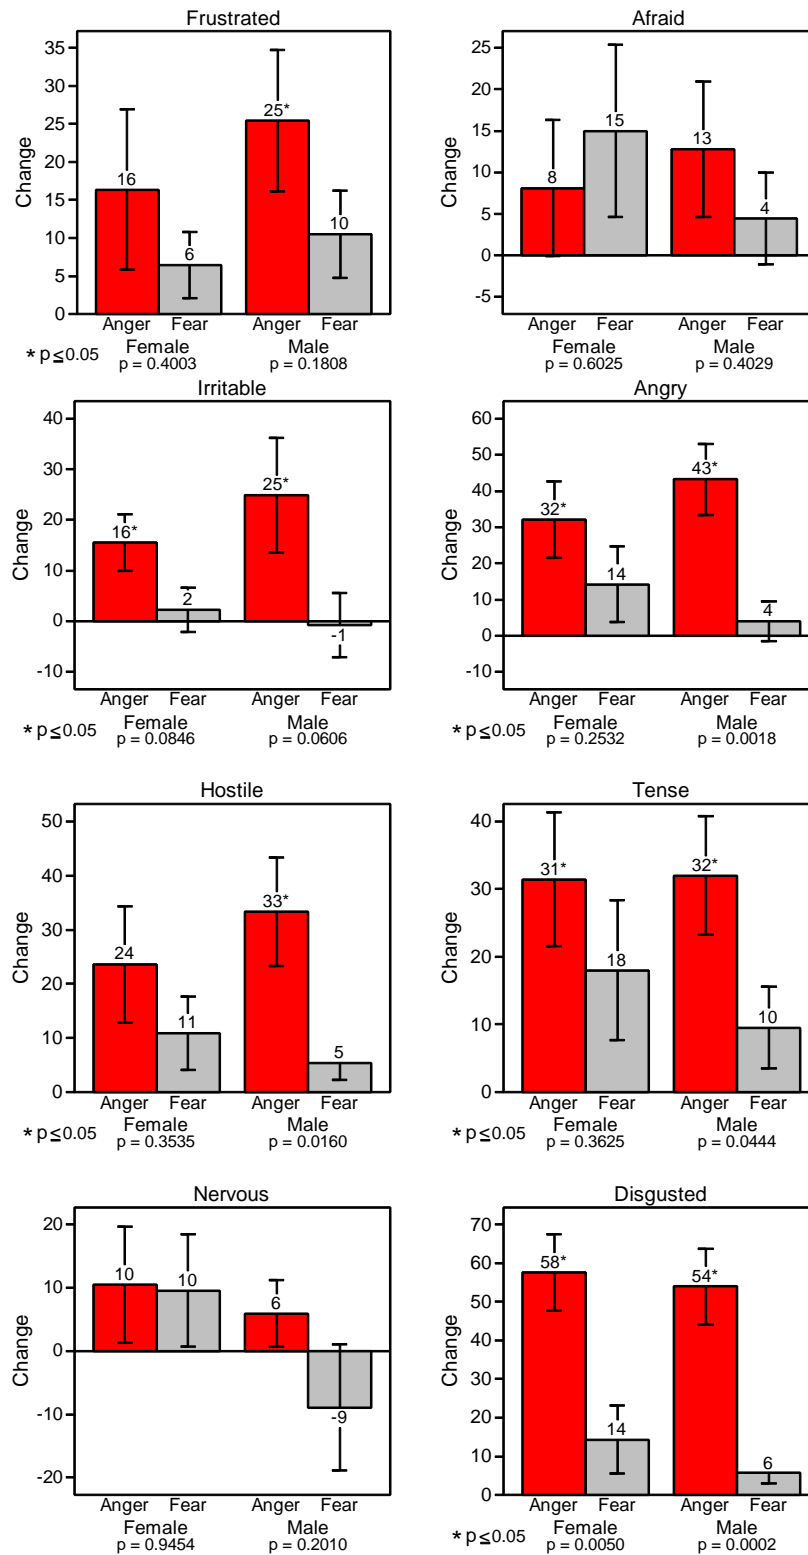 Frustrated
35
30
25
20
15
10
5
0
Change
16
6
25*
10
Anger Fear Anger Fear
* p≤0.05 Female Male
p = 0.4003 p = 0.1808
Afraid
25
20
15
10
5
0
-5
Change
8
15
13
4
Anger Fear Anger Fear
Female Male
p = 0.6025 p = 0.4029
Irritable
40
30
20
10
0
-10
Change
16*
2
25*
-1
Anger Fear Anger Fear
* p≤0.05 Female Male
p = 0.0846 p = 0.0606
Angry
60
50
40
30
20
10
0
-10
Change
32*
14
43*
4
Anger Fear Anger Fear
* p≤0.05 Female Male
p = 0.2532 p = 0.0018
Hostile
50
40
30
20
10
0
Change
24
11
33*
5
Anger Fear Anger Fear
* p≤0.05 Female Male
p = 0.3535 p = 0.0160
Tense
40
30
20
10
0
Change
31*
18
32*
10
Anger Fear Anger Fear
* p≤0.05 Female Male
p = 0.3625 p = 0.0444
Nervous
20
10
0
-10
-20
Change
10
10
6
-9
Anger Fear Anger Fear
Female Male
p = 0.9454 p = 0.2010
Disgusted
70
60
50
40
30
20
10
0
Change
58*
14
54*
6
Anger Fear Anger Fear
* p≤0.05 Female Male
p = 0.0050 p = 0.0002